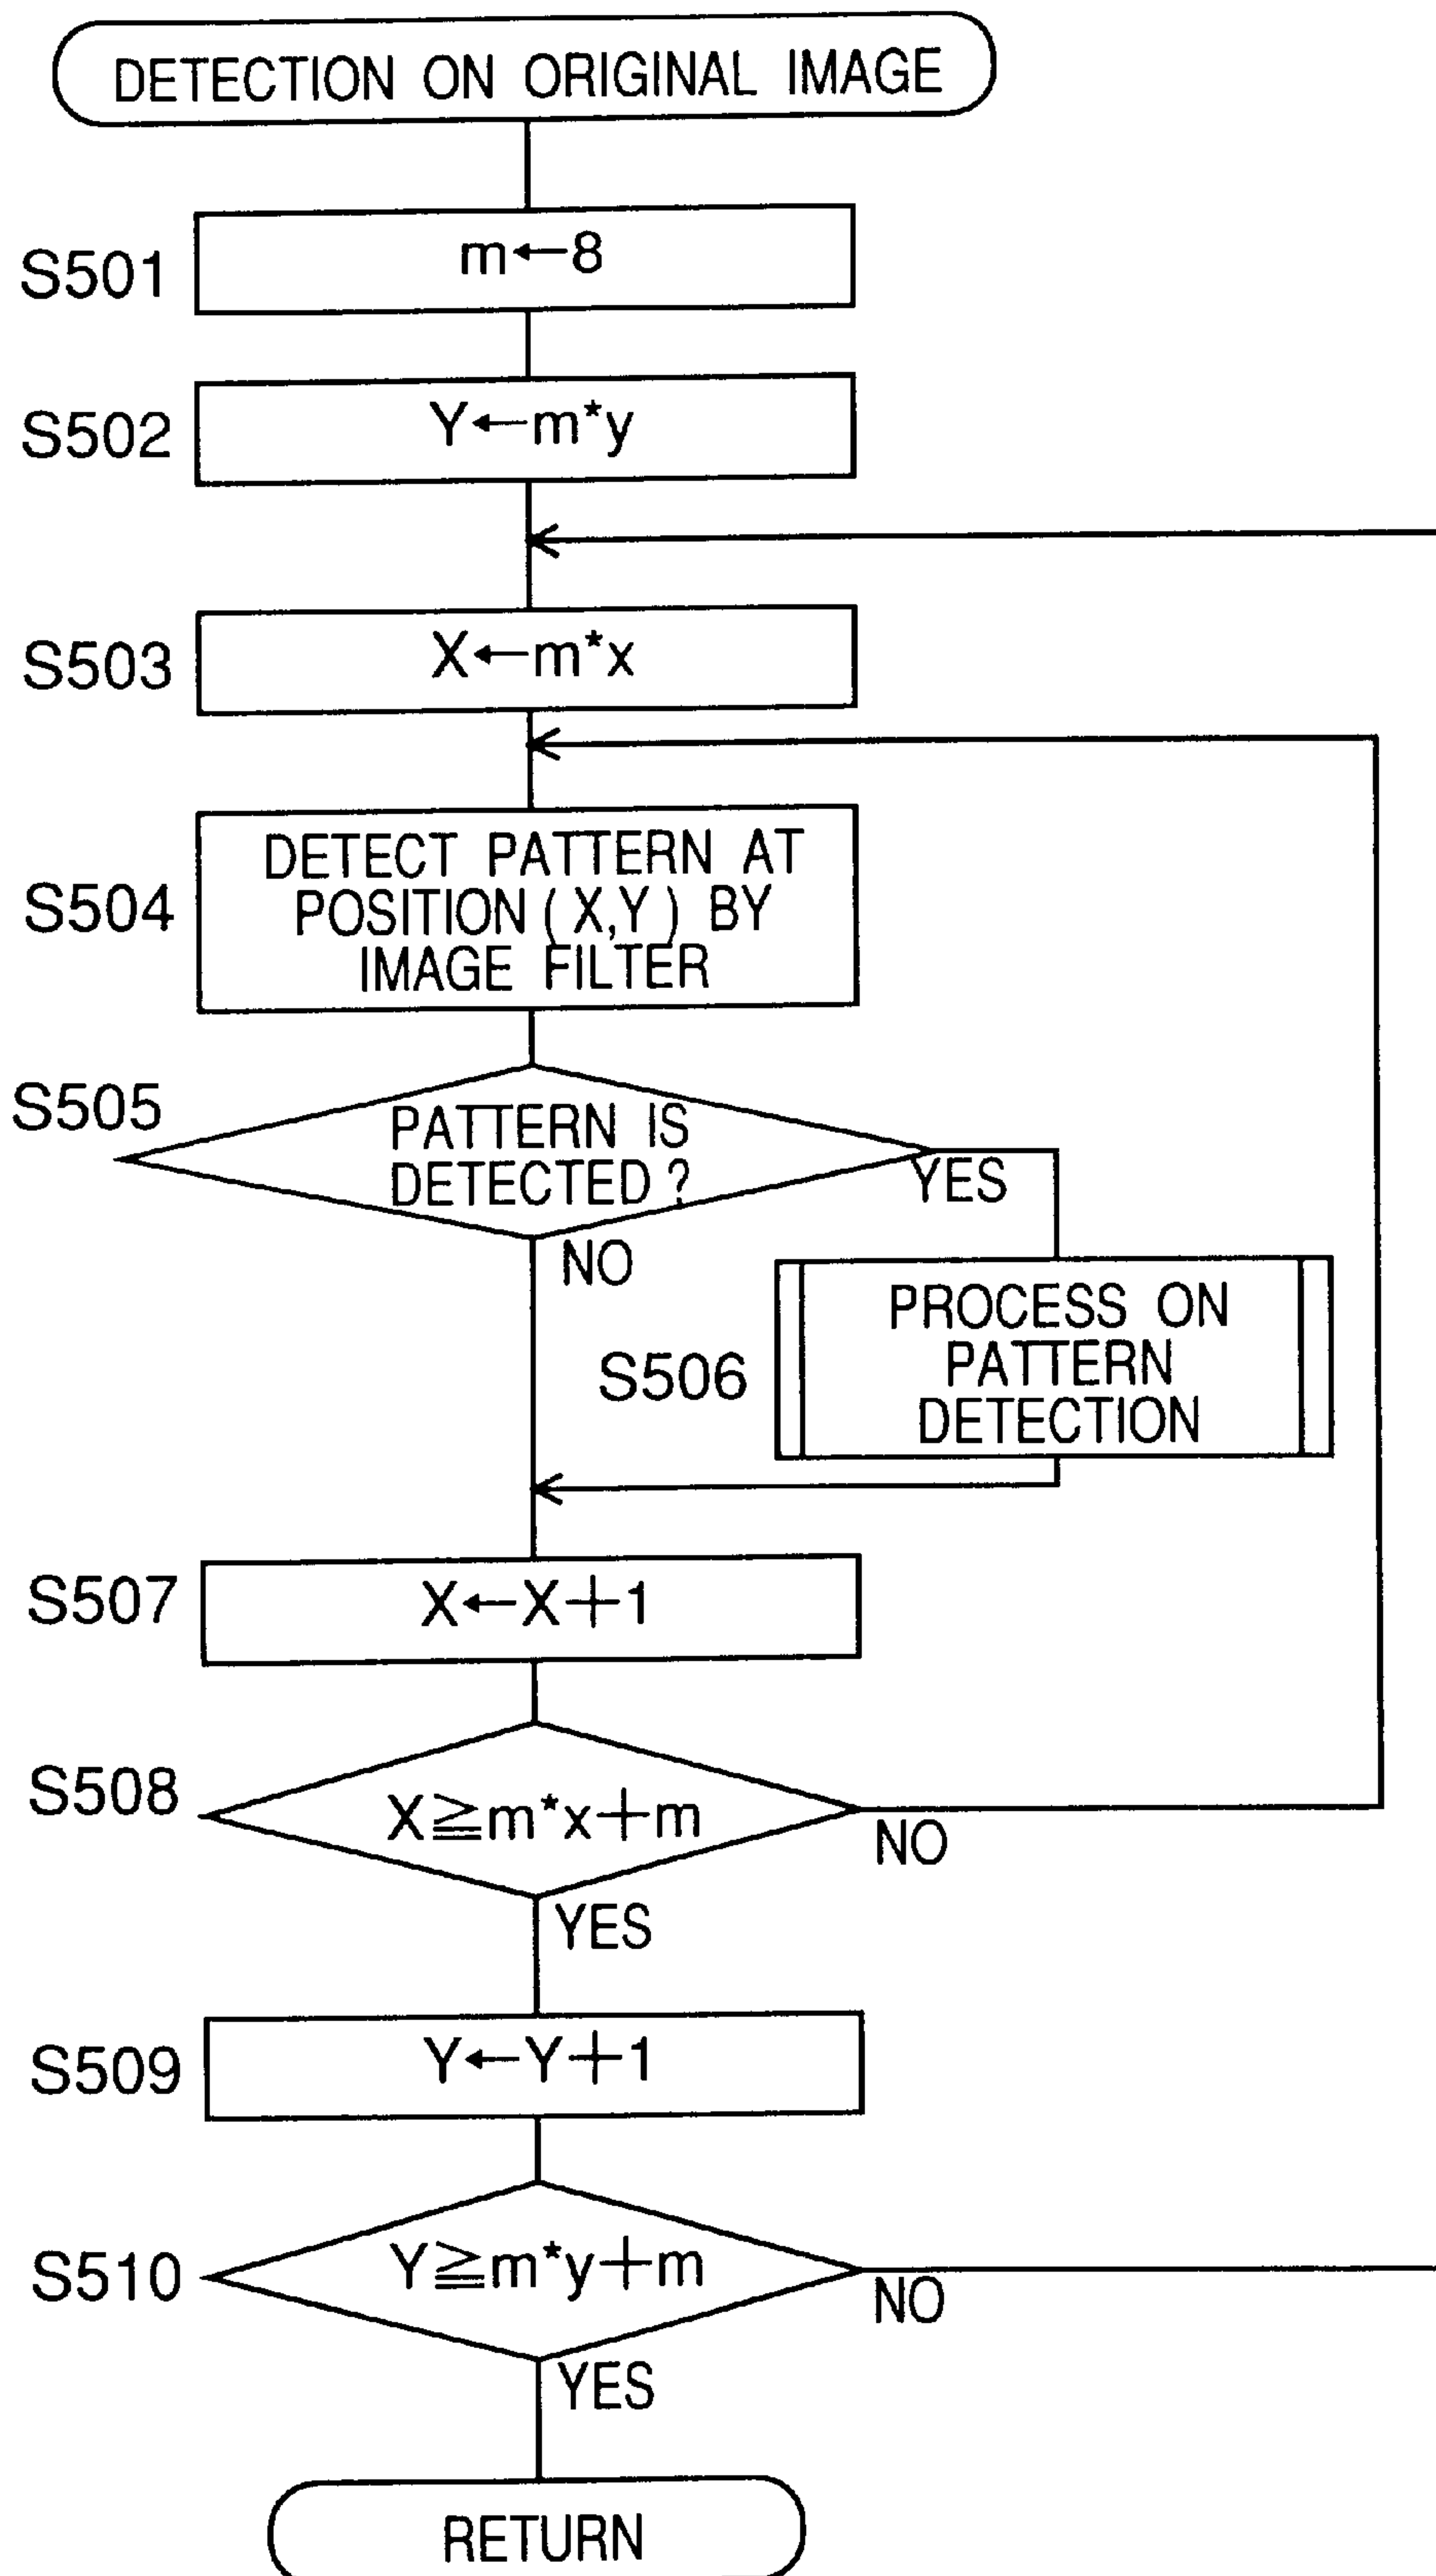 DETECTION ON ORIGINAL IMAGE
S501
m←8
S502
Y←m*y
S503
X←m*x
S504
DETECT PATTERN AT
POSITION (X,Y) BY
IMAGE FILTER
S505
PATTERN IS
DETECTED ?
YES
NO
S506
PROCESS ON
PATTERN
DETECTION
S507
X←X+1
S508
X≧m*x+m
NO
YES
S509
Y←Y+1
S510
Y≧m*y+m
NO
YES
RETURN